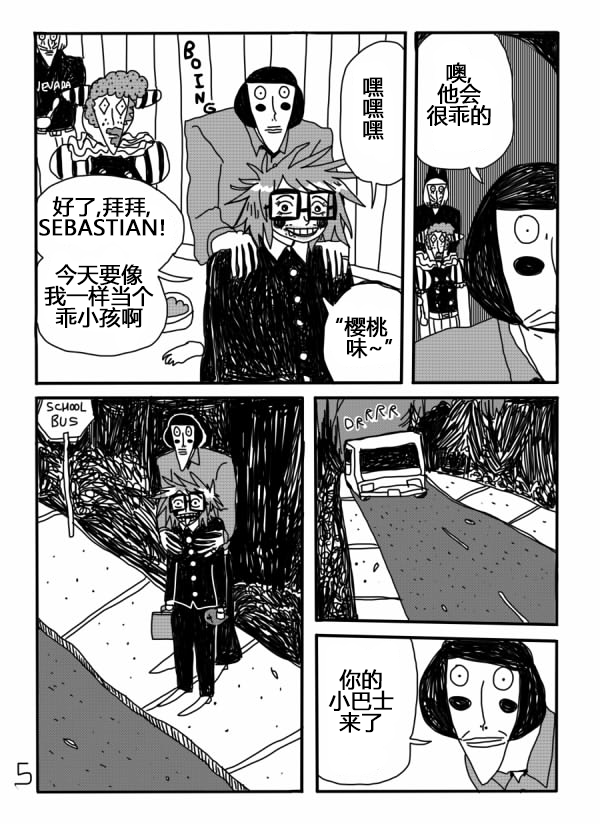 NEVADA
BOING
嘿
嘿
嘿
好了,拜拜,
SEBASTIAN!
今天要像
我一样当个
乖小孩啊
“樱桃
味~”
噢,
他会
很乖的
SCHOOL
BUS
DRRRR
你的
小巴士
来了
5